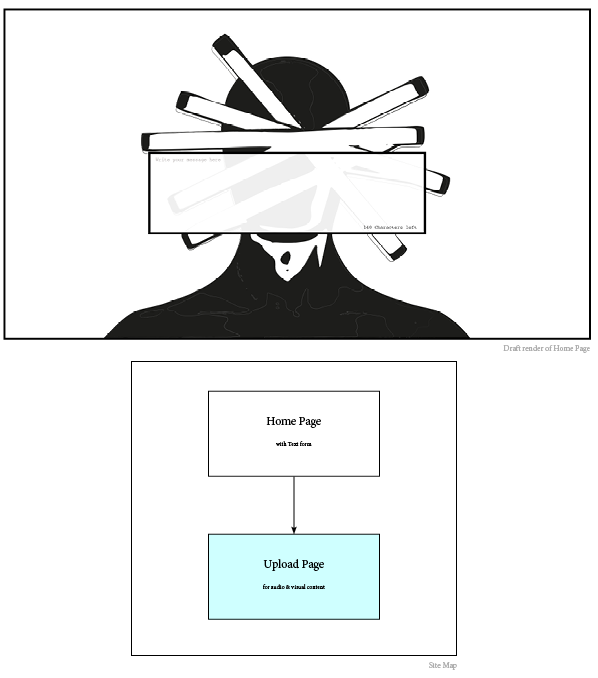 Write your message here
140 Characters left
Draft render of Home Page
Home Page
with Text form
Upload Page
for audio & visual content
Site Map